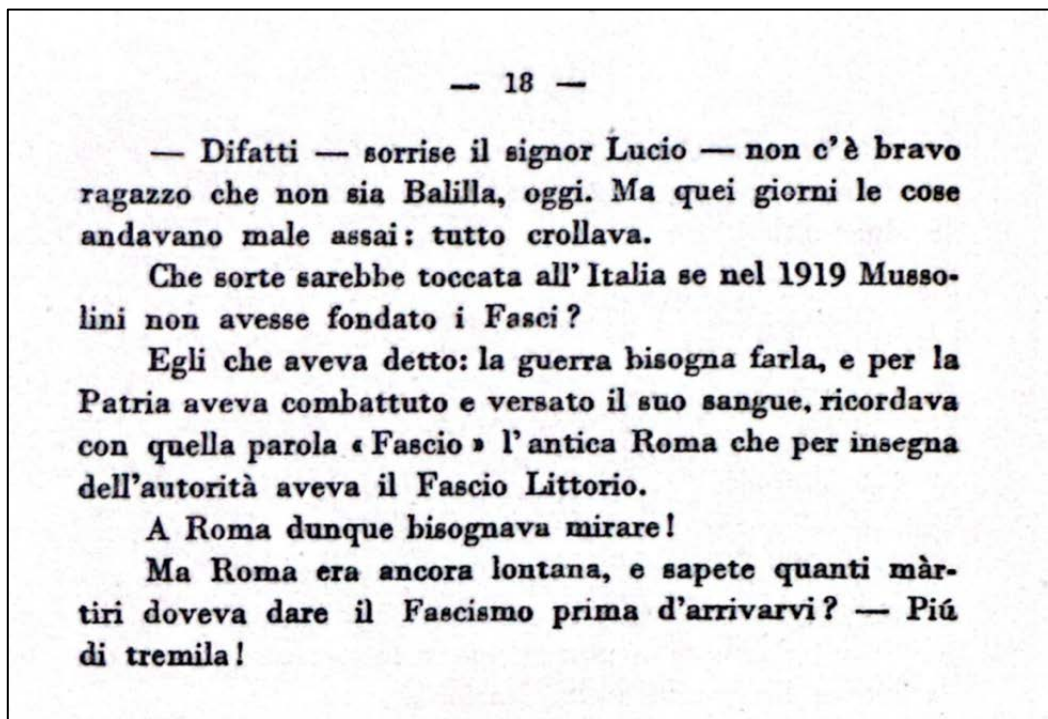 — 18 —
— Difatti — sorrise il signor Lucio — non c'è bravo
ragazzo che non sia Balilla, oggi. Ma quei giorni le cose
andavano male assai: tutto crollava.
Che sorte sarebbe toccata all'Italia se nel 1919 Musso-
lini non avesse fondato i Fasci?
Egli che aveva detto: la guerra bisogna farla, e per la
Patria aveva combattuto e versato il suo sangue, ricordava
con quella parola « Fascio » l'antica Roma che per insegna
dell'autorità aveva il Fascio Littorio.
A Roma dunque bisognava mirare!
Ma Roma era ancora lontana, e sapete quanti màr-
tiri doveva dare il Fascismo prima d'arrivarvi? — Piú
di tremila!